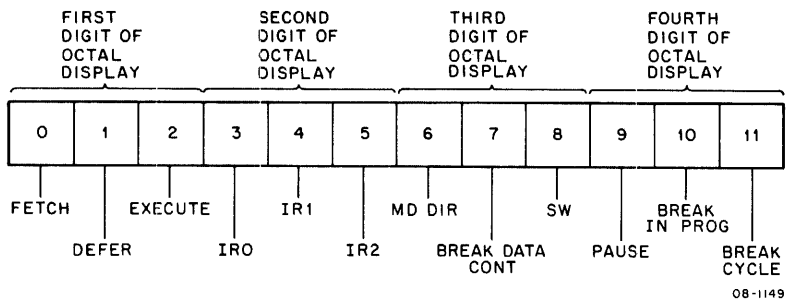 FIRST DIGIT OF OCTAL DISPLAY
SECOND DIGIT OF OCTAL DISPLAY
THIRD DIGIT OF OCTAL DISPLAY
FOURTH DIGIT OF OCTAL DISPLAY
0 1 2 3 4 5 6 7 8 9 10 11
FETCH
DEFER
EXECUTE
IR0
IR1
IR2
MD DIR
BREAK DATA
CONT
SW
PAUSE
BREAK
IN PROG
BREAK
CYCLE
08-1149